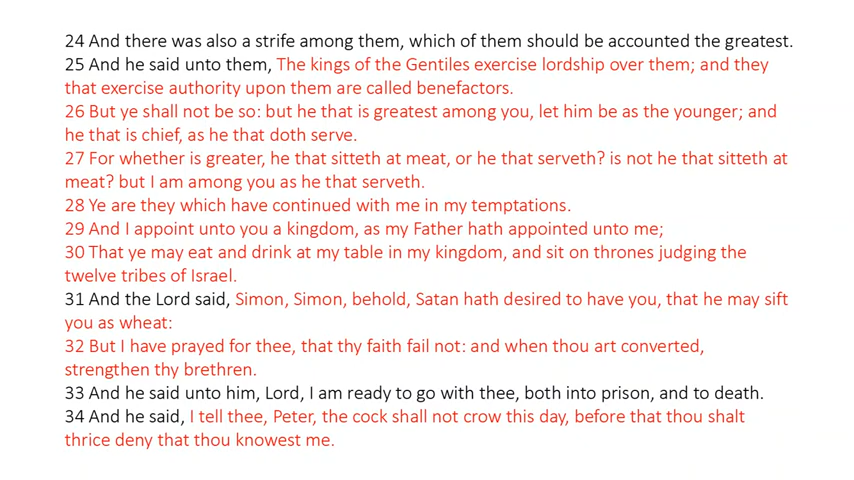 24 And there was also a strife among them, which of them should be accounted the greatest.
25 And he said unto them, The kings of the Gentiles exercise lordship over them; and they
that exercise authority upon them are called benefactors.
26 But ye shall not be so: but he that is greatest among you, let him be as the younger; and
he that is chief, as he that doth serve.
27 For whether is greater, he that sitteth at meat, or he that serveth? is not he that sitteth at
meat? but I am among you as he that serveth.
28 Ye are they which have continued with me in my temptations.
29 And I appoint unto you a kingdom, as my Father hath appointed unto me;
30 That ye may eat and drink at my table in my kingdom, and sit on thrones judging the
twelve tribes of Israel.
31 And the Lord said, Simon, Simon, behold, Satan hath desired to have you, that he may sift
you as wheat:
32 But I have prayed for thee, that thy faith fail not: and when thou art converted,
strengthen thy brethren.
33 And he said unto him, Lord, I am ready to go with thee, both into prison, and to death.
34 And he said, I tell thee, Peter, the cock shall not crow this day, before that thou shalt
thrice deny that thou knowest me.